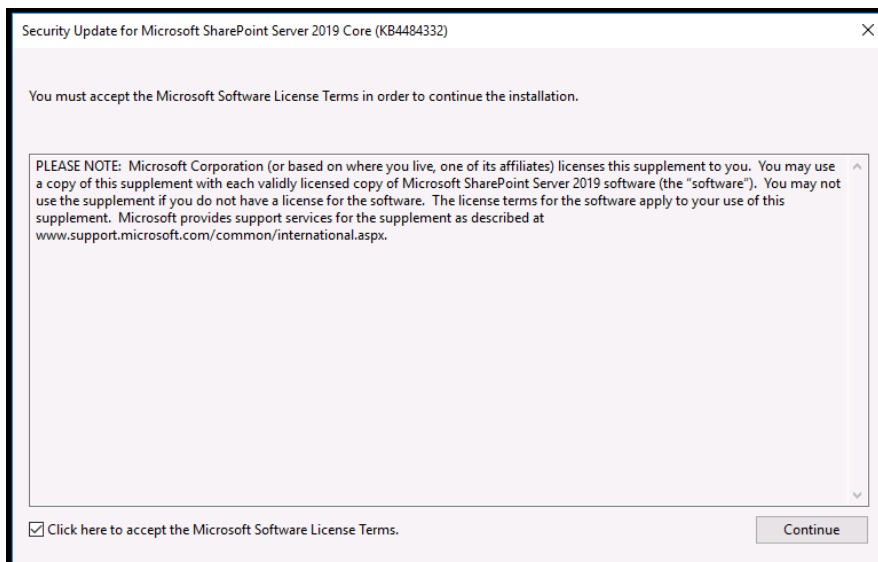 Security Update for Microsoft SharePoint Server 2019 Core (KB4484332)
You must accept the Microsoft Software License Terms in order to continue the installation.
PLEASE NOTE:  Microsoft Corporation (or based on where you live, one of its affiliates) licenses this supplement to you.  You may use
a copy of this supplement with each validly licensed copy of Microsoft SharePoint Server 2019 software (the “software”).  You may not
use the supplement if you do not have a license for the software.  The license terms for the software apply to your use of this
supplement.  Microsoft provides support services for the supplement as described at
www.support.microsoft.com/common/international.aspx.
Click here to accept the Microsoft Software License Terms.
Continue